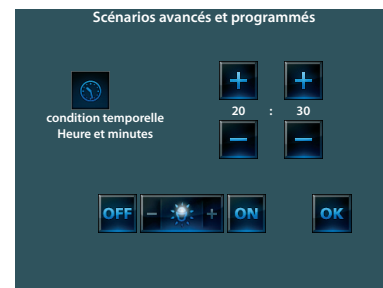 Scénarios avancés et programmés
+ +
condition temporelle
Heure et minutes
20 : 30
- -
OFF - + ON OK